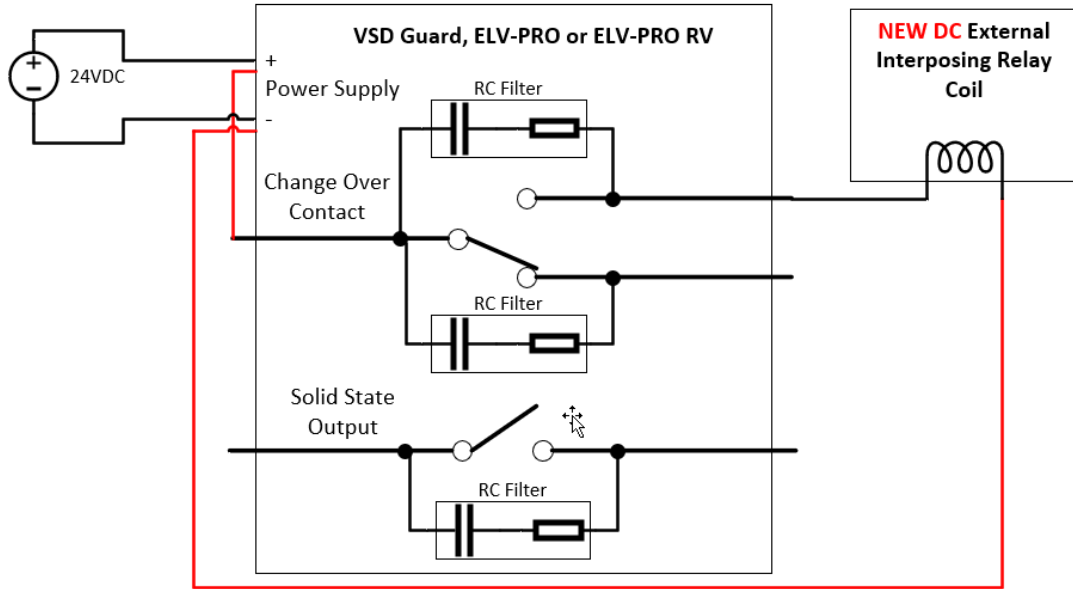 VSD Guard, ELV-PRO or ELV-PRO RV
NEW DC External
Interposing Relay
Coil
+
24VDC
+
Power Supply
-
RC Filter
Change Over
Contact
RC Filter
Solid State
Output
RC Filter